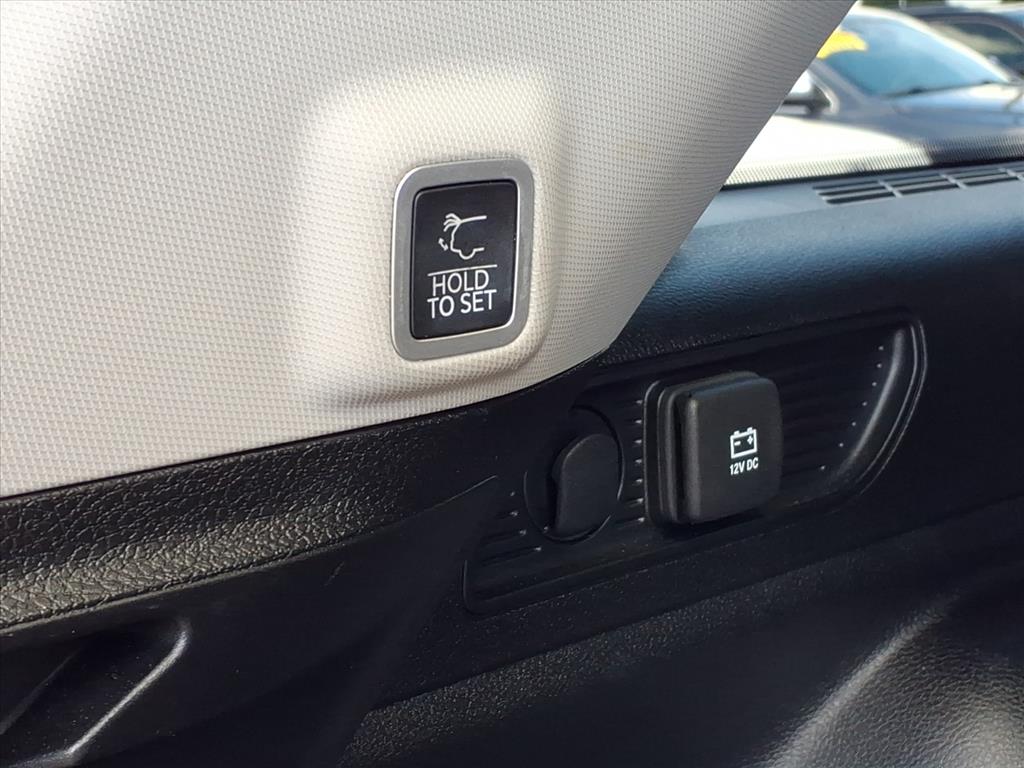 HOLD
TO SET
12V DC